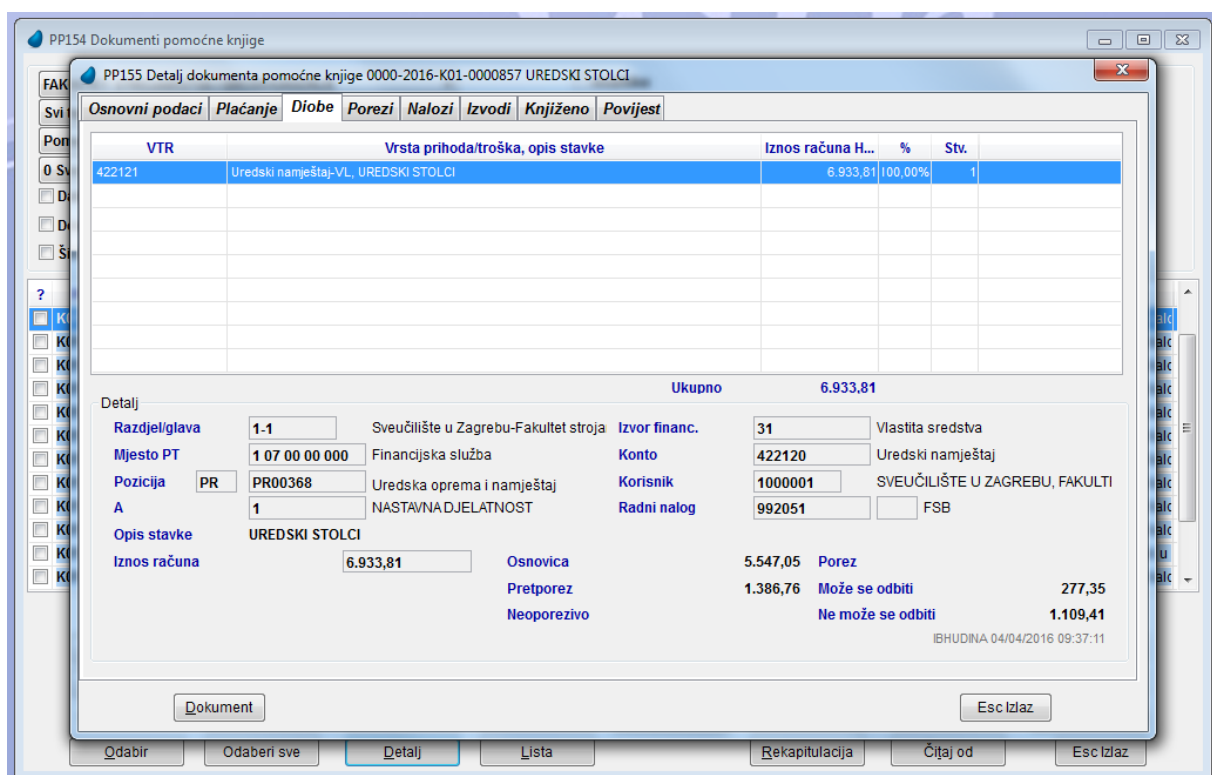 PP154 Dokumenti pomoćne knjige
PP155 Detalj dokumenta pomoćne knjige 0000-2016-K01-0000857 UREDSKI STOLCI
FAK
Svi
Pom
0 Sv
?
Osnovni podaci Plaćanje Diobe Porezi Nalozi Izvodi Knjiženo Povijest
VTR Vrsta prihoda/troška, opis stavke Iznos računa H... % Stv.
422121 Uredski namještaj-VL, UREDSKI STOLCI 6.933,81 100,00% 1
Ukupno 6.933,81
Detalj
Razdjel/glava 1-1 Sveučilište u Zagrebu-Fakultet stroja Izvor financ. 31 Vlastita sredstva
Mjesto PT 1 07 00 00 000 Financijska služba Konto 422120 Uredski namještaj
Pozicija PR PR00368 Uredska oprema i namještaj Korisnik 1000001 SVEUČILIŠTE U ZAGREBU, FAKULTI
A 1 NASTAVNA DJELATNOST Radni nalog 992051 FSB
Opis stavke UREDSKI STOLCI
Iznos računa 6.933,81 Osnovica 5.547,05 Porez
Pretporez 1.386,76 Može se odbiti 277,35
Neoporezivo Ne može se odbiti 1.109,41
IBHUDINA 04/04/2016 09:37:11
Dokument Esc Izlaz
Odabir Odaberi sve Detalj Lista Rekapitulacija Čitaj od Esc Izlaz